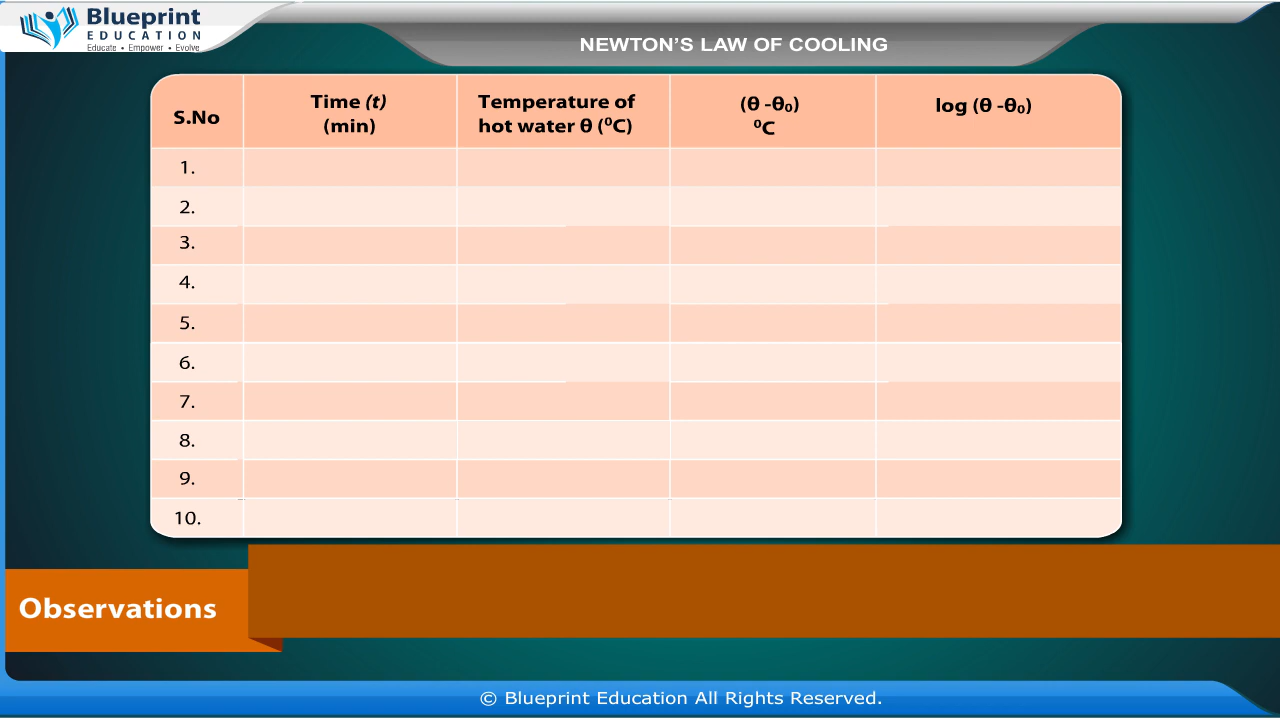 Blueprint
EDUCATION
Educate • Empower • Evolve
NEWTON'S LAW OF COOLING
S.No
Time (t)
(min)
Temperature of
hot water θ (⁰C)
(θ -θ₀)
⁰C
log (θ -θ₀)
1.
2.
3.
4.
5.
6.
7.
8.
9.
10.
Observations
© Blueprint Education All Rights Reserved.